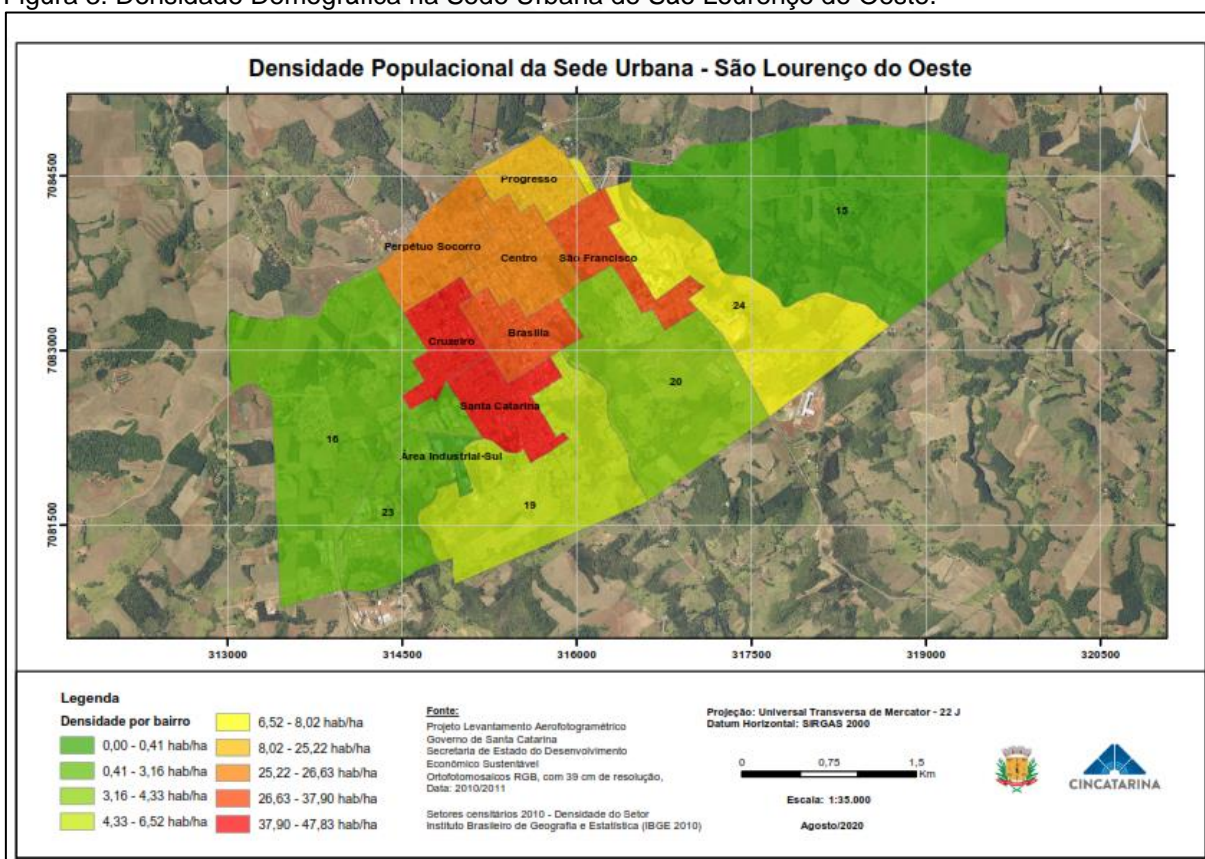 Figura 8. Densidade Demográfica na Sede Urbana de São Lourenço do Oeste.
Densidade Populacional da Sede Urbana - São Lourenço do Oeste
N
7084500
Progresso
15
Perpétuo Socorro
Centro
São Francisco
24
7083000
Brasília
Cruzeiro
20
Santa Catarina
16
Área Industrial-Sul
19
23
7081500
313000 314500 316000 317500 319000 320500
Legenda
Densidade por bairro
0,00 - 0,41 hab/ha
0,41 - 3,16 hab/ha
3,16 - 4,33 hab/ha
4,33 - 6,52 hab/ha
6,52 - 8,02 hab/ha
8,02 - 25,22 hab/ha
25,22 - 26,63 hab/ha
26,63 - 37,90 hab/ha
37,90 - 47,83 hab/ha
Fonte:
Projeto Levantamento Aerofotogramétrico
Governo de Santa Catarina
Secretaria de Estado do Desenvolvimento
Econômico Sustentável
Ortofotomosaicos RGB, com 39 cm de resolução,
Data: 2010/2011
Setores censitários 2010 - Densidade do Setor
Instituto Brasileiro de Geografia e Estatística (IBGE 2010)
Projeção: Universal Transversa de Mercator - 22 J
Datum Horizontal: SIRGAS 2000
0 0,75 1,5
Km
Escala: 1:35.000
Agosto/2020
CINCATARINA